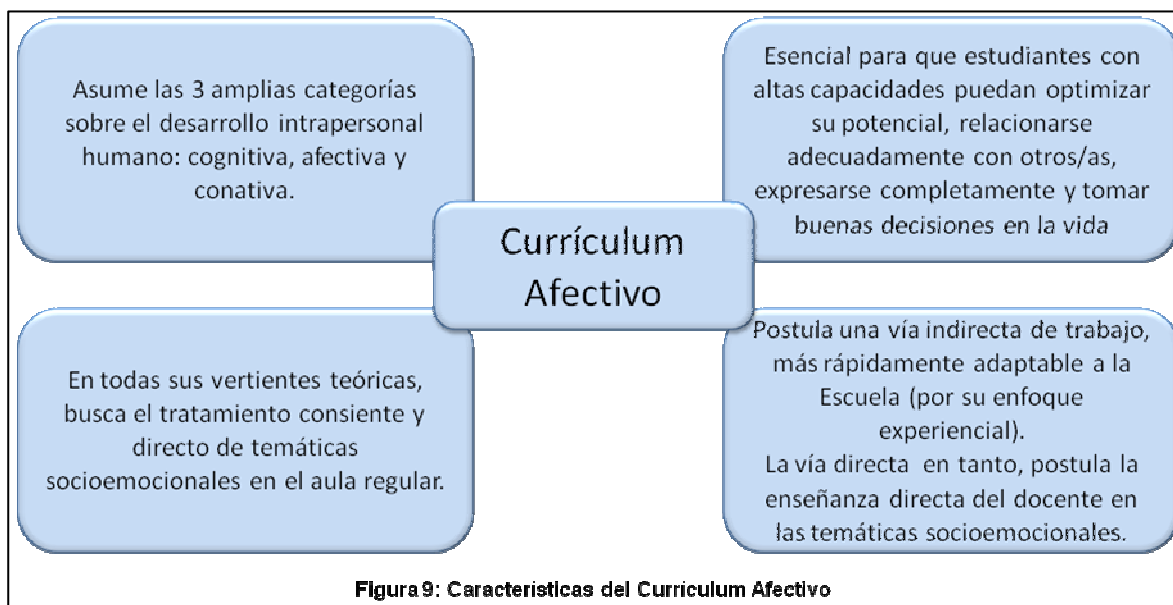 Asume las 3 amplias categorías
sobre el desarrollo intrapersonal
humano: cognitiva, afectiva y
conativa.
Esencial para que estudiantes con
altas capacidades puedan optimizar
su potencial, relacionarse
adecuadamente con otros/as,
expresarse completamente y tomar
buenas decisiones en la vida
Currículum
Afectivo
En todas sus vertientes teóricas,
busca el tratamiento consiente y
directo de temáticas
socioemocionales en el aula regular.
Postula una vía indirecta de trabajo,
más rápidamente adaptable a la
Escuela (por su enfoque
experiencial).
La vía directa en tanto, postula la
enseñanza directa del docente en
las temáticas socioemocionales.
Figura 9: Características del Currículum Afectivo